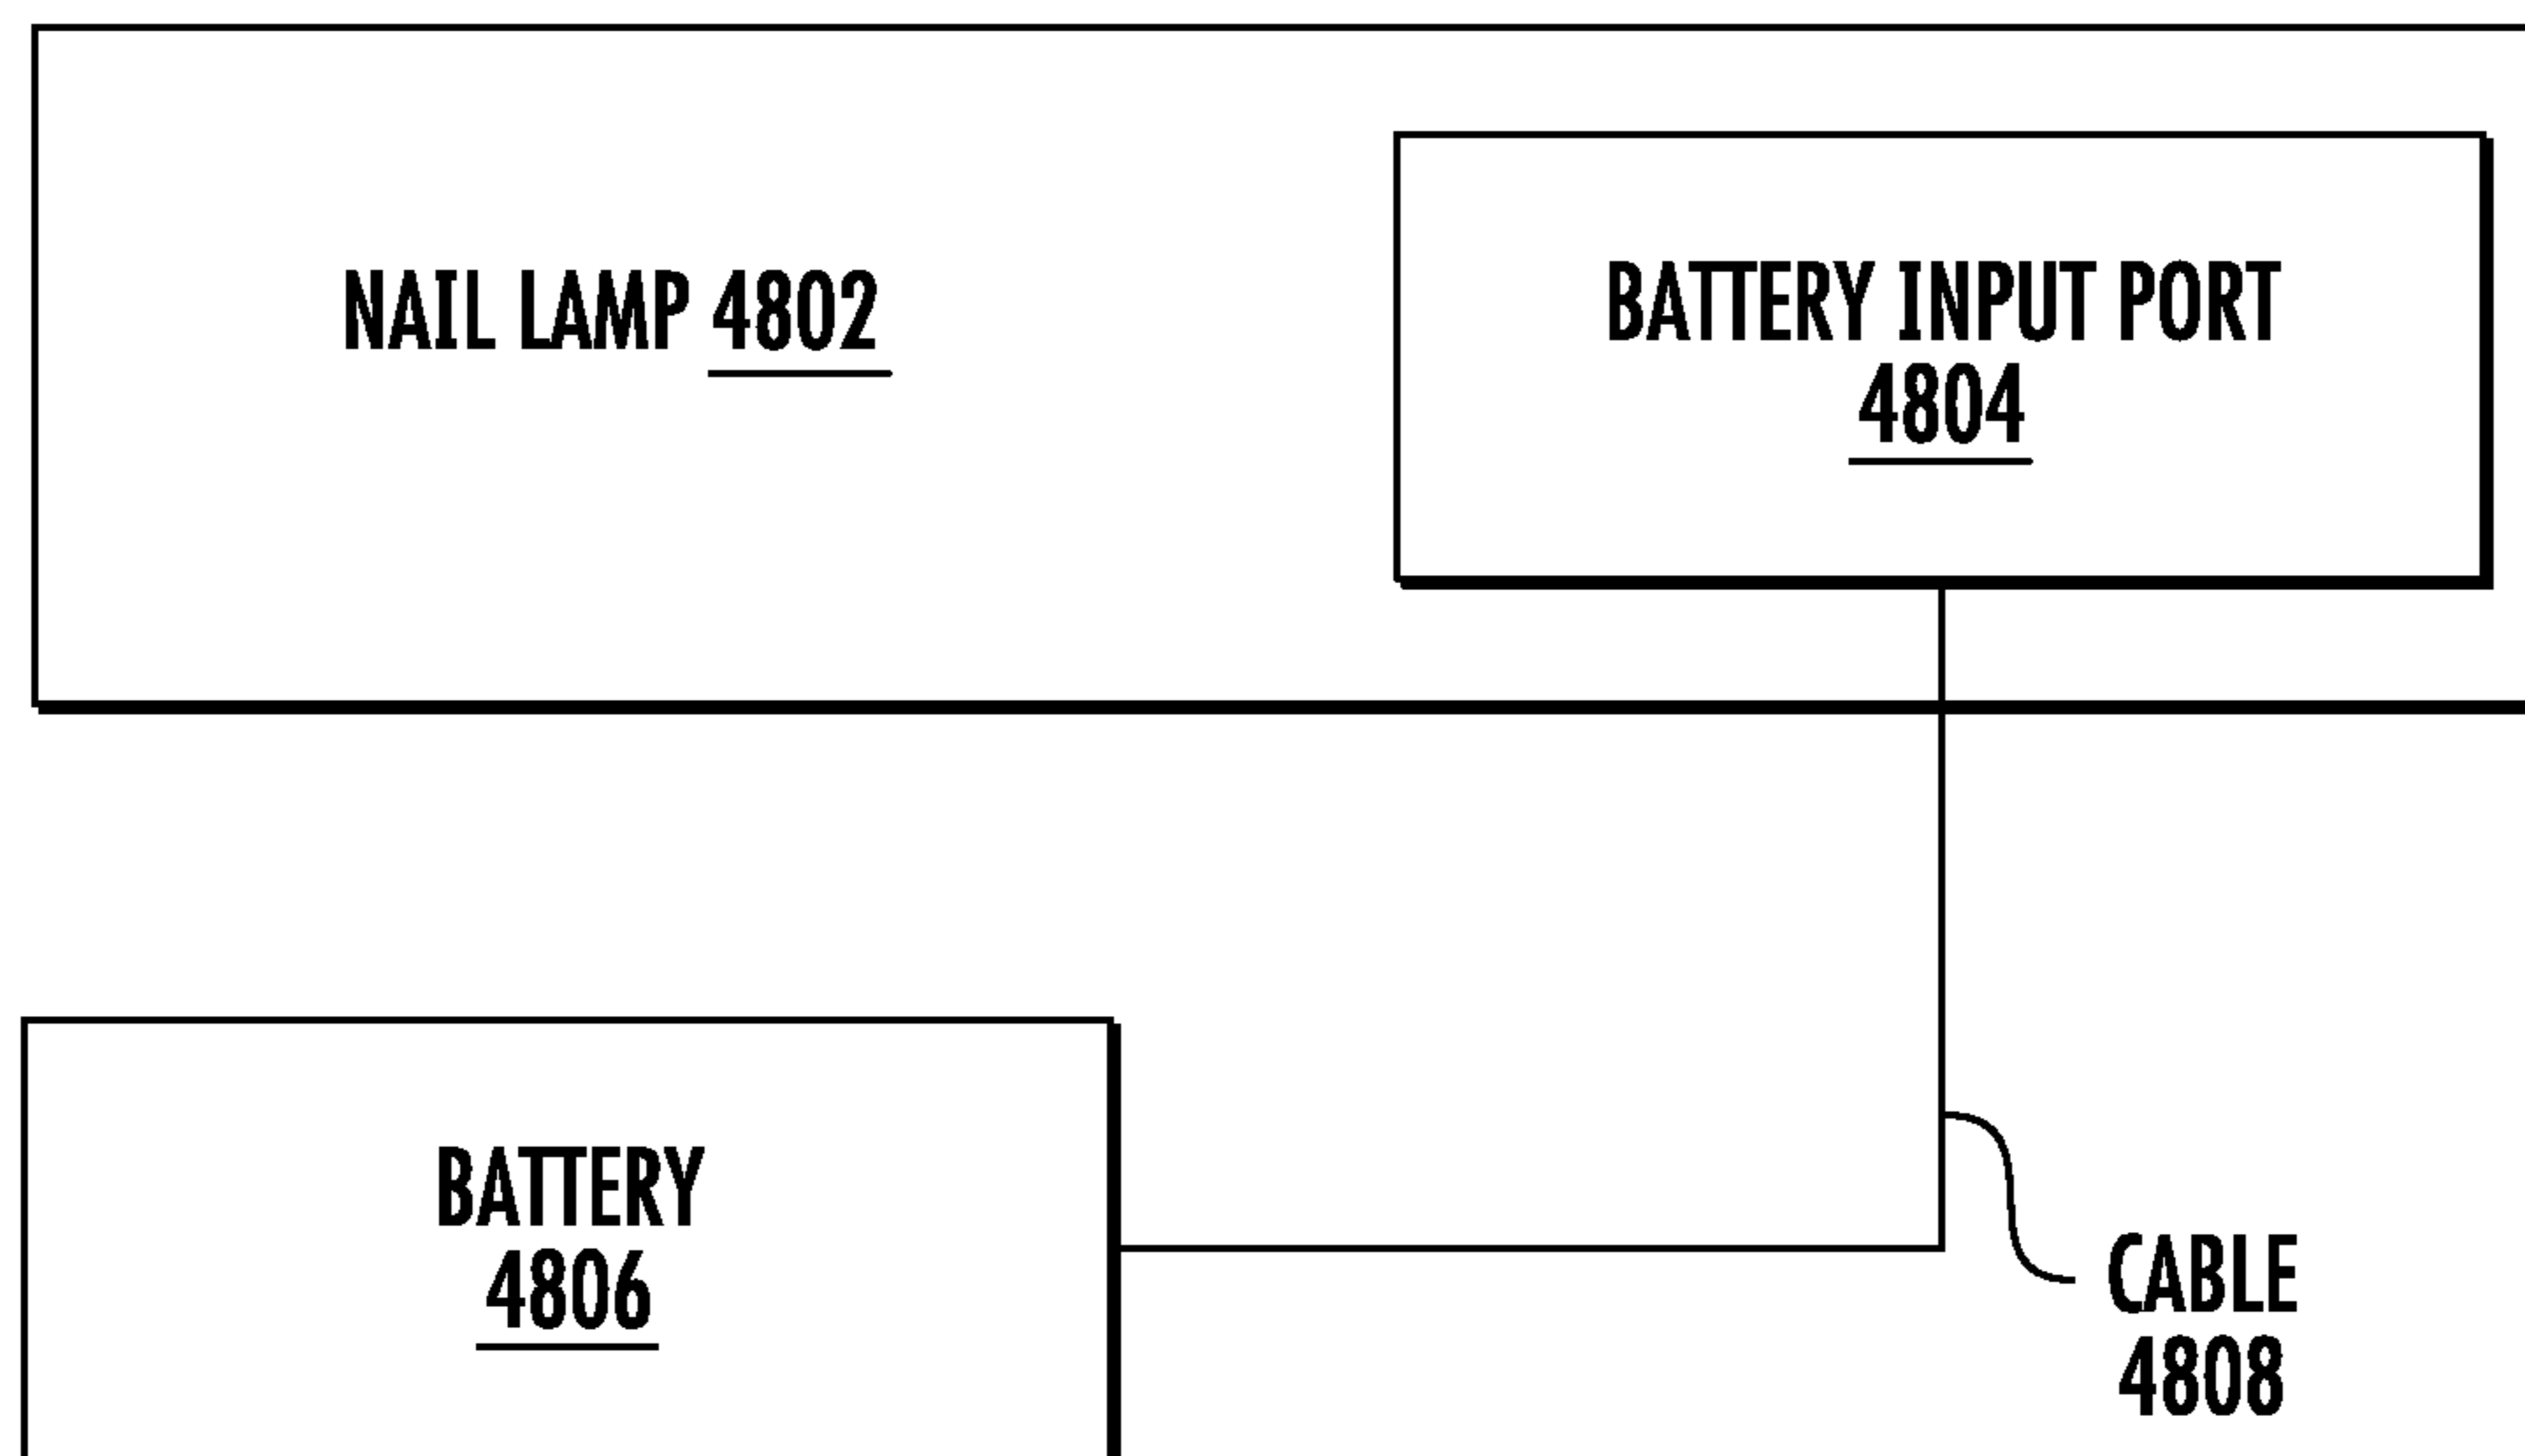 NAIL LAMP 4802
BATTERY INPUT PORT
4804
BATTERY
4806
CABLE
4808